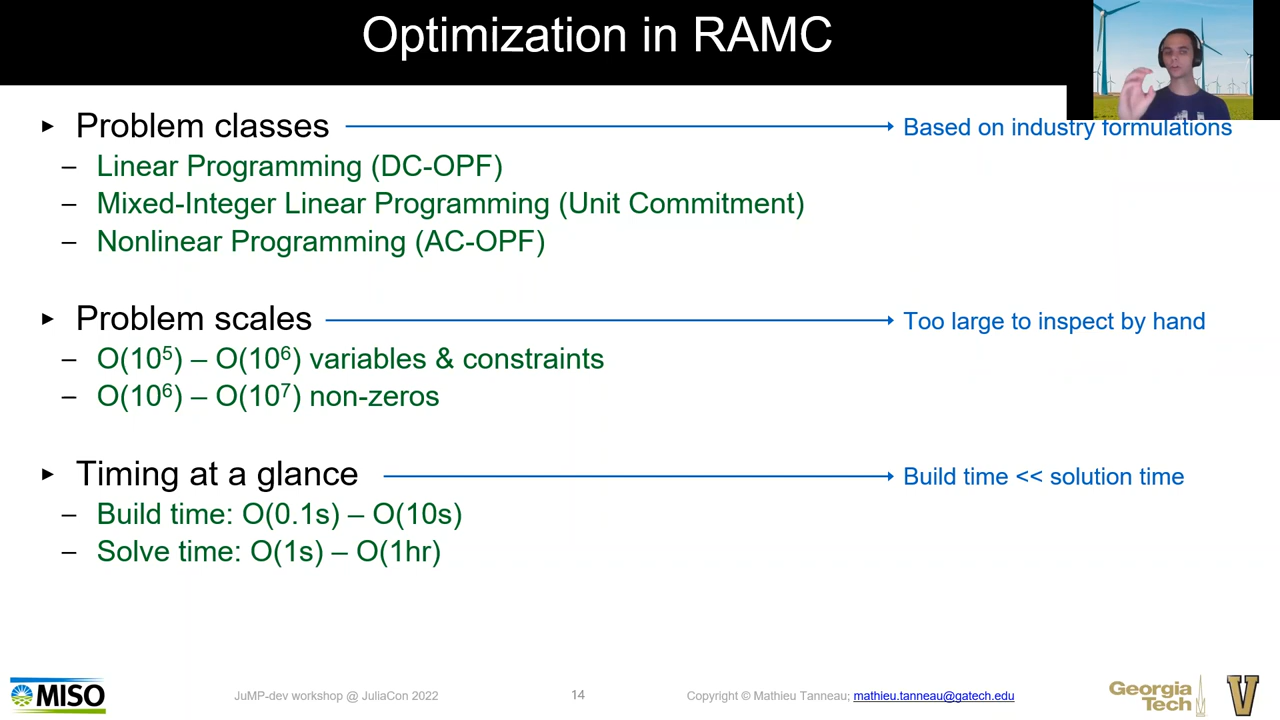 Optimization in RAMC
► Problem classes
Based on industry formulations
– Linear Programming (DC-OPF)
– Mixed-Integer Linear Programming (Unit Commitment)
– Nonlinear Programming (AC-OPF)
► Problem scales
Too large to inspect by hand
– O(10⁵) – O(10⁶) variables & constraints
– O(10⁶) – O(10⁷) non-zeros
► Timing at a glance
Build time << solution time
– Build time: O(0.1s) – O(10s)
– Solve time: O(1s) – O(1hr)
MISO
JuMP-dev workshop @ JuliaCon 2022
14
Copyright © Mathieu Tanneau; mathieu.tanneau@gatech.edu
Georgia
Tech
V